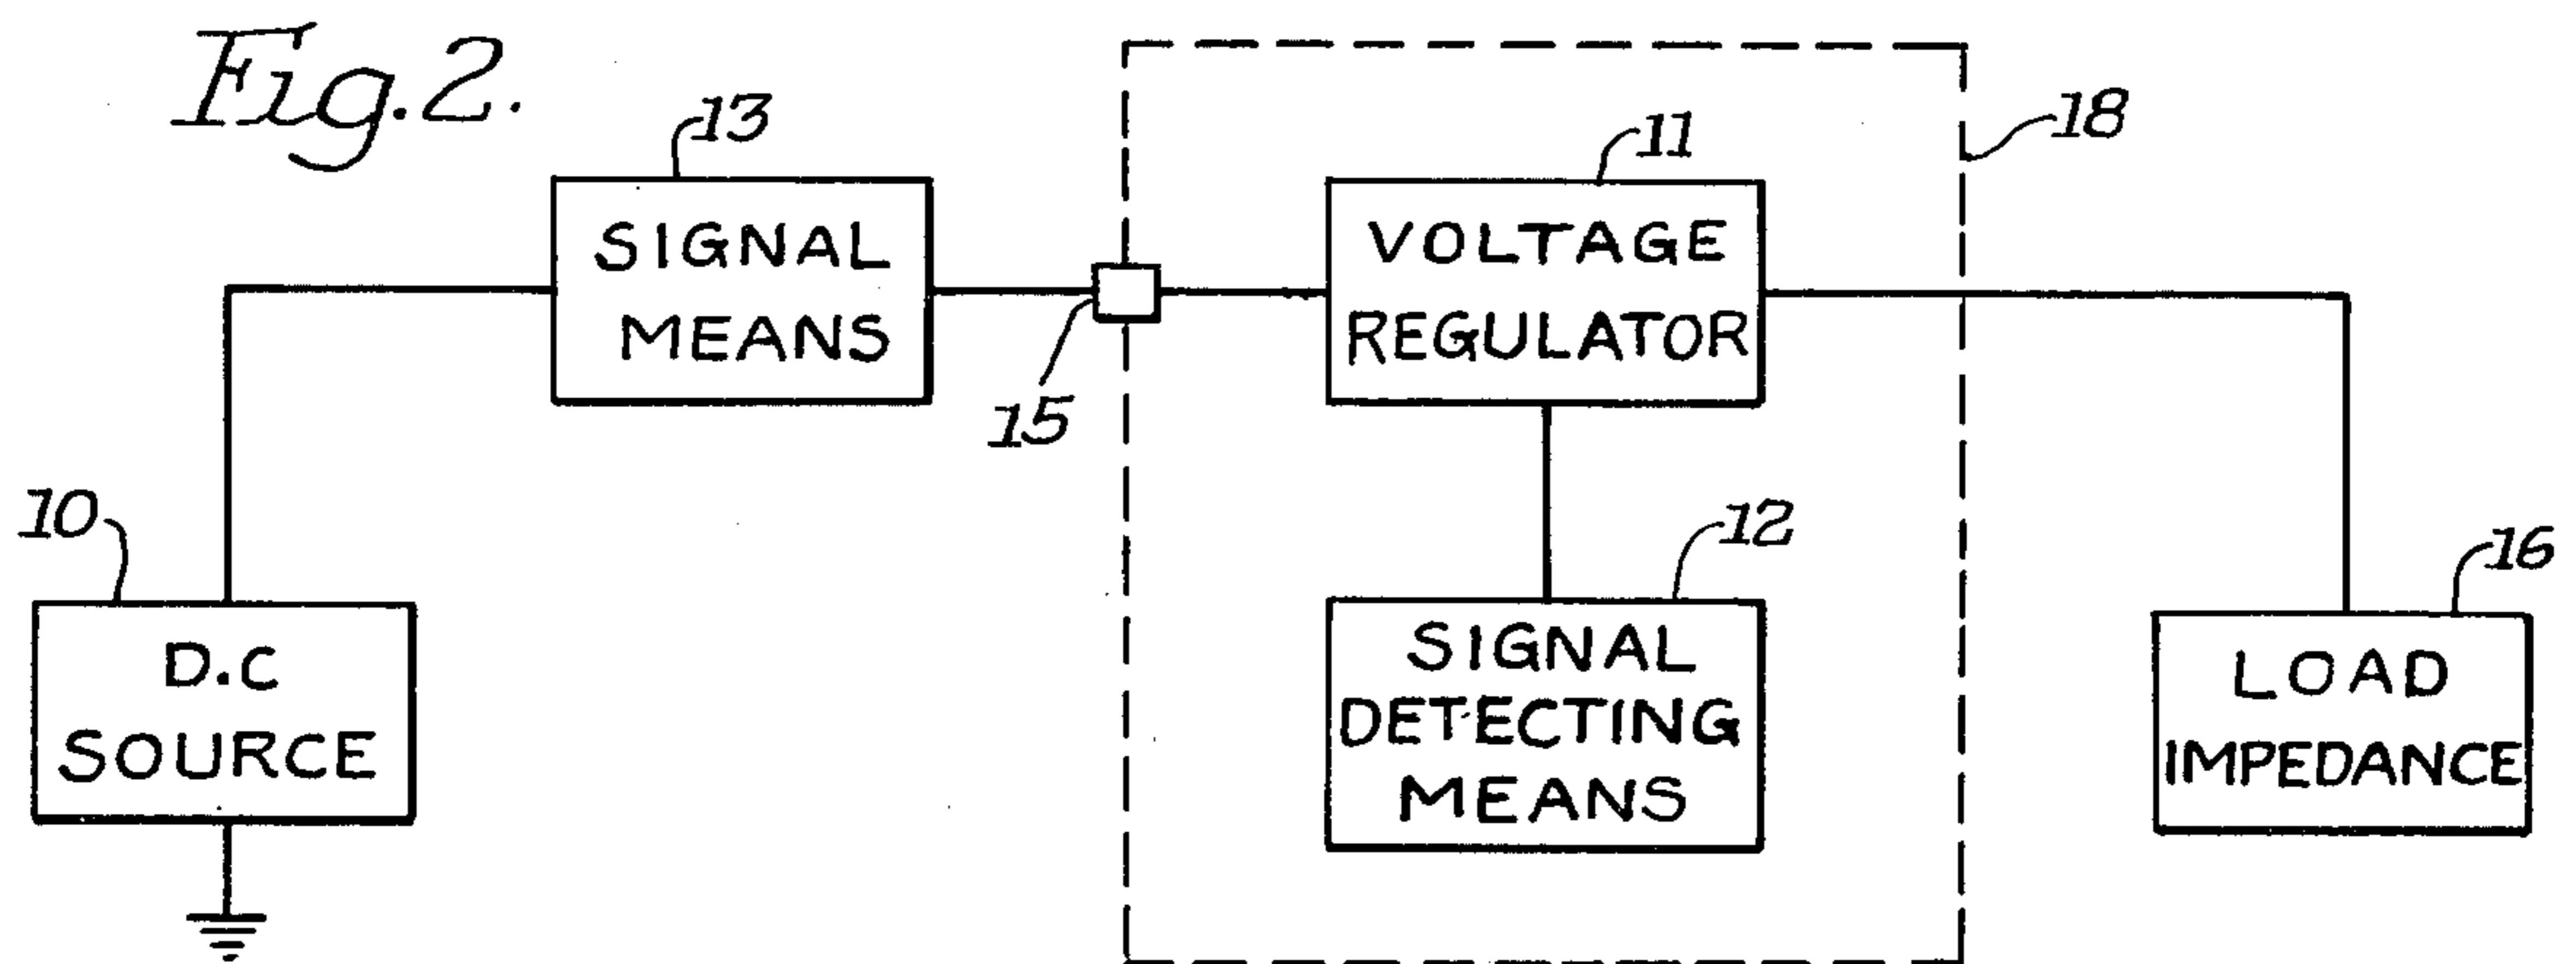 Fig. 2.
13
11
18
SIGNAL
MEANS
VOLTAGE
REGULATOR
15
10
12
16
D.C
SOURCE
SIGNAL
DETECTING
MEANS
LOAD
IMPEDANCE